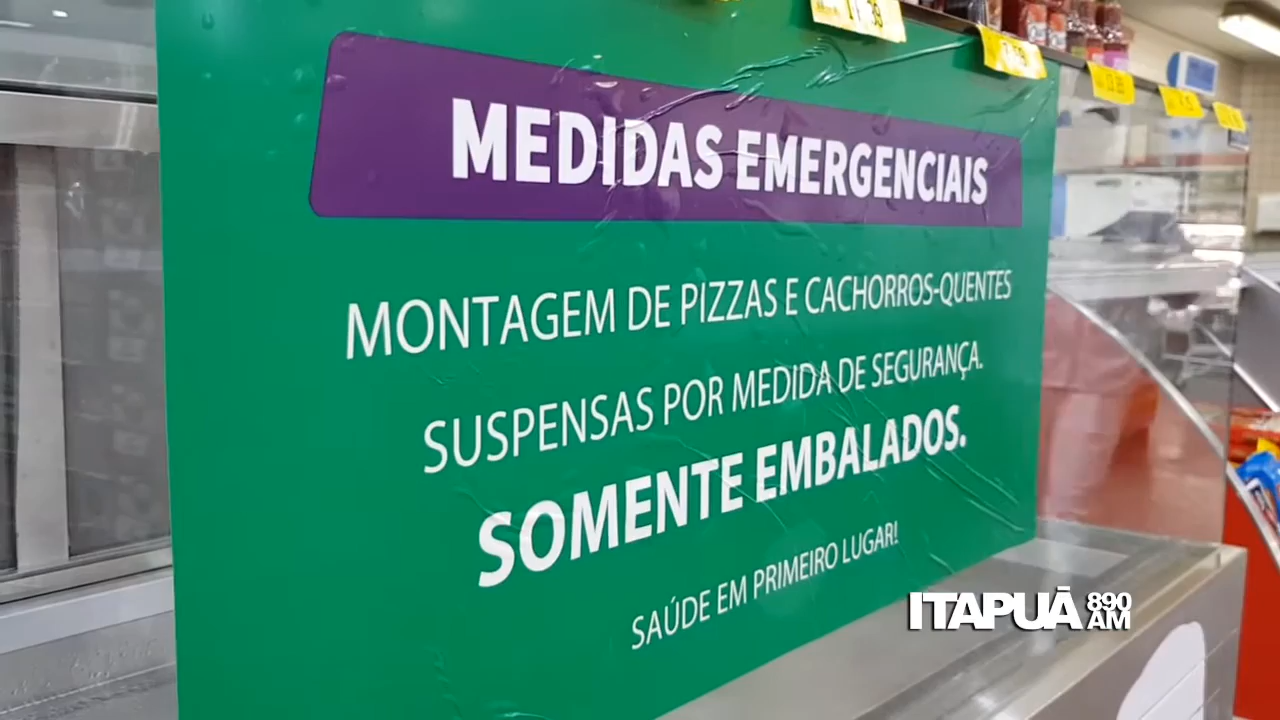 MEDIDAS EMERGENCIAIS
MONTAGEM DE PIZZAS E CACHORROS-QUENTES
SUSPENSAS POR MEDIDA DE SEGURANÇA.
SOMENTE EMBALADOS.
SAÚDE EM PRIMEIRO LUGAR!
ITAPUÃ 890 AM